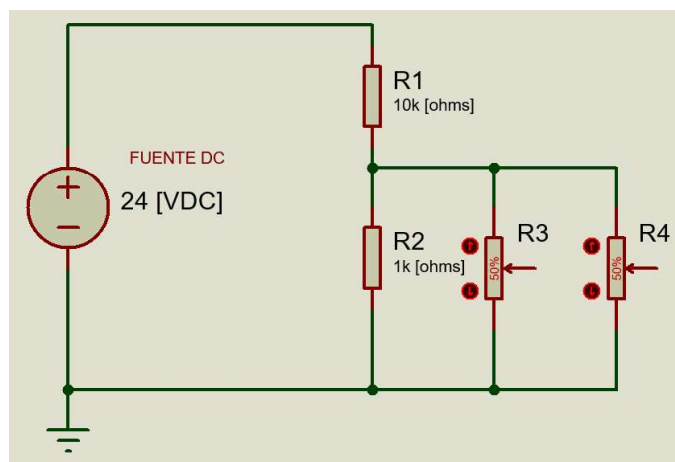 R1
10k [ohms]
FUENTE DC
24 [VDC]
R2
1k [ohms]
R3
50%
R4
50%